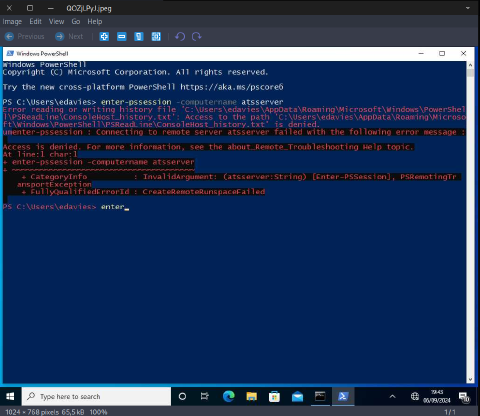 QOZjLPyJ.jpeg
Image Edit View Go Help
Previous Next
Windows PowerShell
Windows PowerShell
Copyright (C) Microsoft Corporation. All rights reserved.
Try the new cross-platform PowerShell https://aka.ms/pscore6
PS C:\Users\edavies> enter-pssession -computername atsserver
Error reading or writing history file 'C:\Users\edavies\AppData\Roaming\Microsoft\Windows\PowerShel
l\PSReadLine\ConsoleHost_history.txt': Access to the path 'C:\Users\edavies\AppData\Roaming\Microso
ft\Windows\PowerShell\PSReadLine\ConsoleHost_history.txt' is denied.
enter-pssession : Connecting to remote server atsserver failed with the following error message :
Access is denied. For more information, see the about_Remote_Troubleshooting Help topic.
At line:1 char:1
+ enter-pssession -computername atsserver
+ ~~~~~~~~~~~~~~~~~~~~~~~~~~~~~~~~~~~~~~~
+ CategoryInfo : InvalidArgument: (atsserver:String) [Enter-PSSession], PSRemotingTr
ansportException
+ FullyQualifiedErrorId : CreateRemoteRunspaceFailed
PS C:\Users\edavies> enter_
Type here to search
19:43
06/09/2024
1024 × 768 pixels 65,5 kB 100%
1 / 1